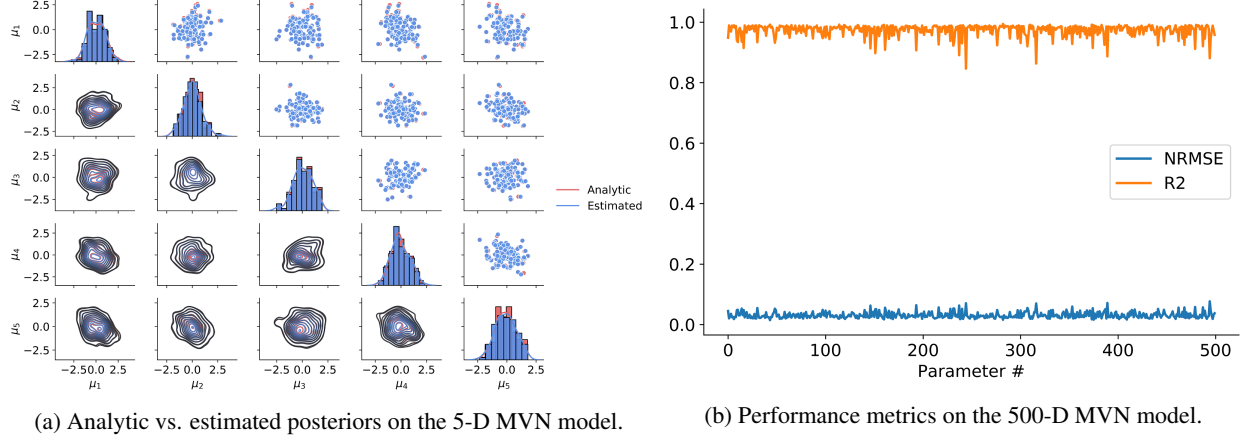 μ1
2.5
0.0
−2.5
μ2
2.5
0.0
−2.5
μ3
2.5
0.0
−2.5
μ4
2.5
0.0
−2.5
μ5
2.5
0.0
−2.5
−2.5 0.0 2.5
−2.5 0.0 2.5
−2.5 0.0 2.5
−2.5 0.0 2.5
−2.5 0.0 2.5
μ1 μ2 μ3 μ4 μ5
Analytic
Estimated
(a) Analytic vs. estimated posteriors on the 5-D MVN model.
1.0
0.8
0.6
0.4
0.2
0.0
NRMSE
R2
0 100 200 300 400 500
Parameter #
(b) Performance metrics on the 500-D MVN model.